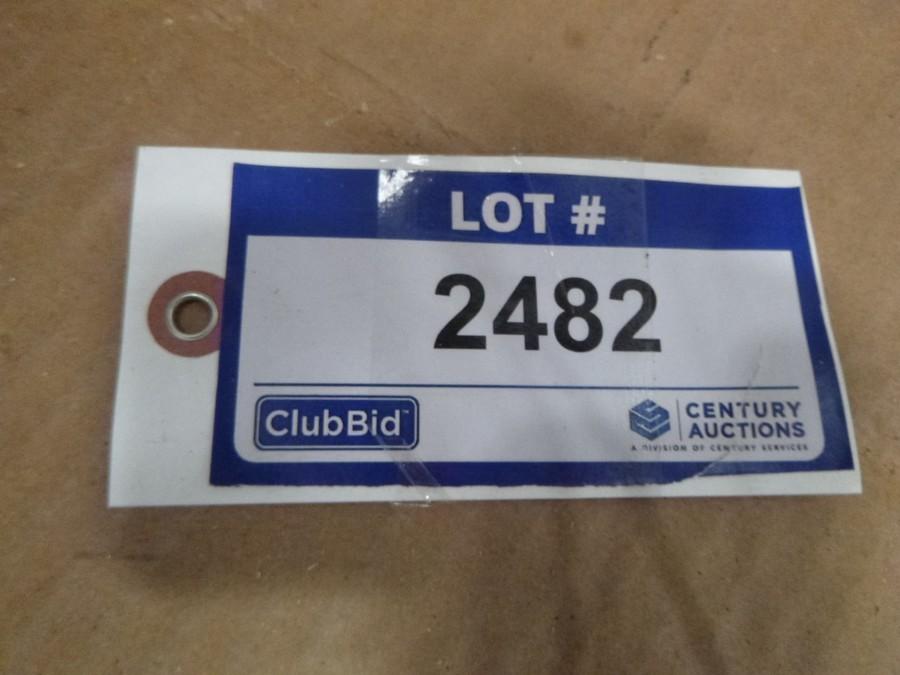 LOT #
2482
ClubBid™
CENTURY
AUCTIONS
A DIVISION OF CENTURY SERVICES